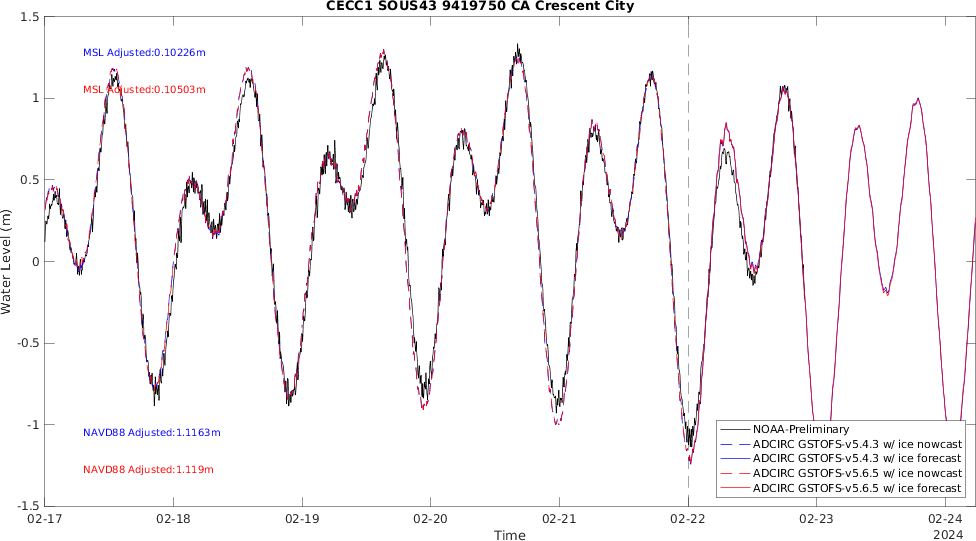 CECC1 SOUS43 9419750 CA Crescent City
1.5
MSL Adjusted:0.10226m
1
MSL Adjusted:0.10503m
0.5
0
Water Level (m)
-0.5
-1
NAVD88 Adjusted:1.1163m
NAVD88 Adjusted:1.119m
-1.5
NOAA-Preliminary
ADCIRC GSTOFS-v5.4.3 w/ ice nowcast
ADCIRC GSTOFS-v5.4.3 w/ ice forecast
ADCIRC GSTOFS-v5.6.5 w/ ice nowcast
ADCIRC GSTOFS-v5.6.5 w/ ice forecast
02-17 02-18 02-19 02-20 02-21 02-22 02-23 02-24
Time
2024